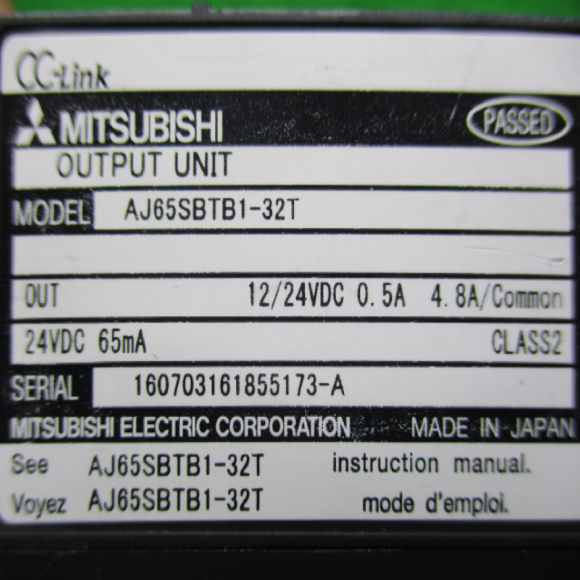 CC-Link
MITSUBISHI PASSED
OUTPUT UNIT
MODEL AJ65SBTB1-32T
OUT 12/24VDC 0.5A 4.8A/Common
24VDC 65mA CLASS2
SERIAL 160703161855173-A
MITSUBISHI ELECTRIC CORPORATION MADE IN JAPAN
See AJ65SBTB1-32T instruction manual.
Voyez AJ65SBTB1-32T mode d'emploi.